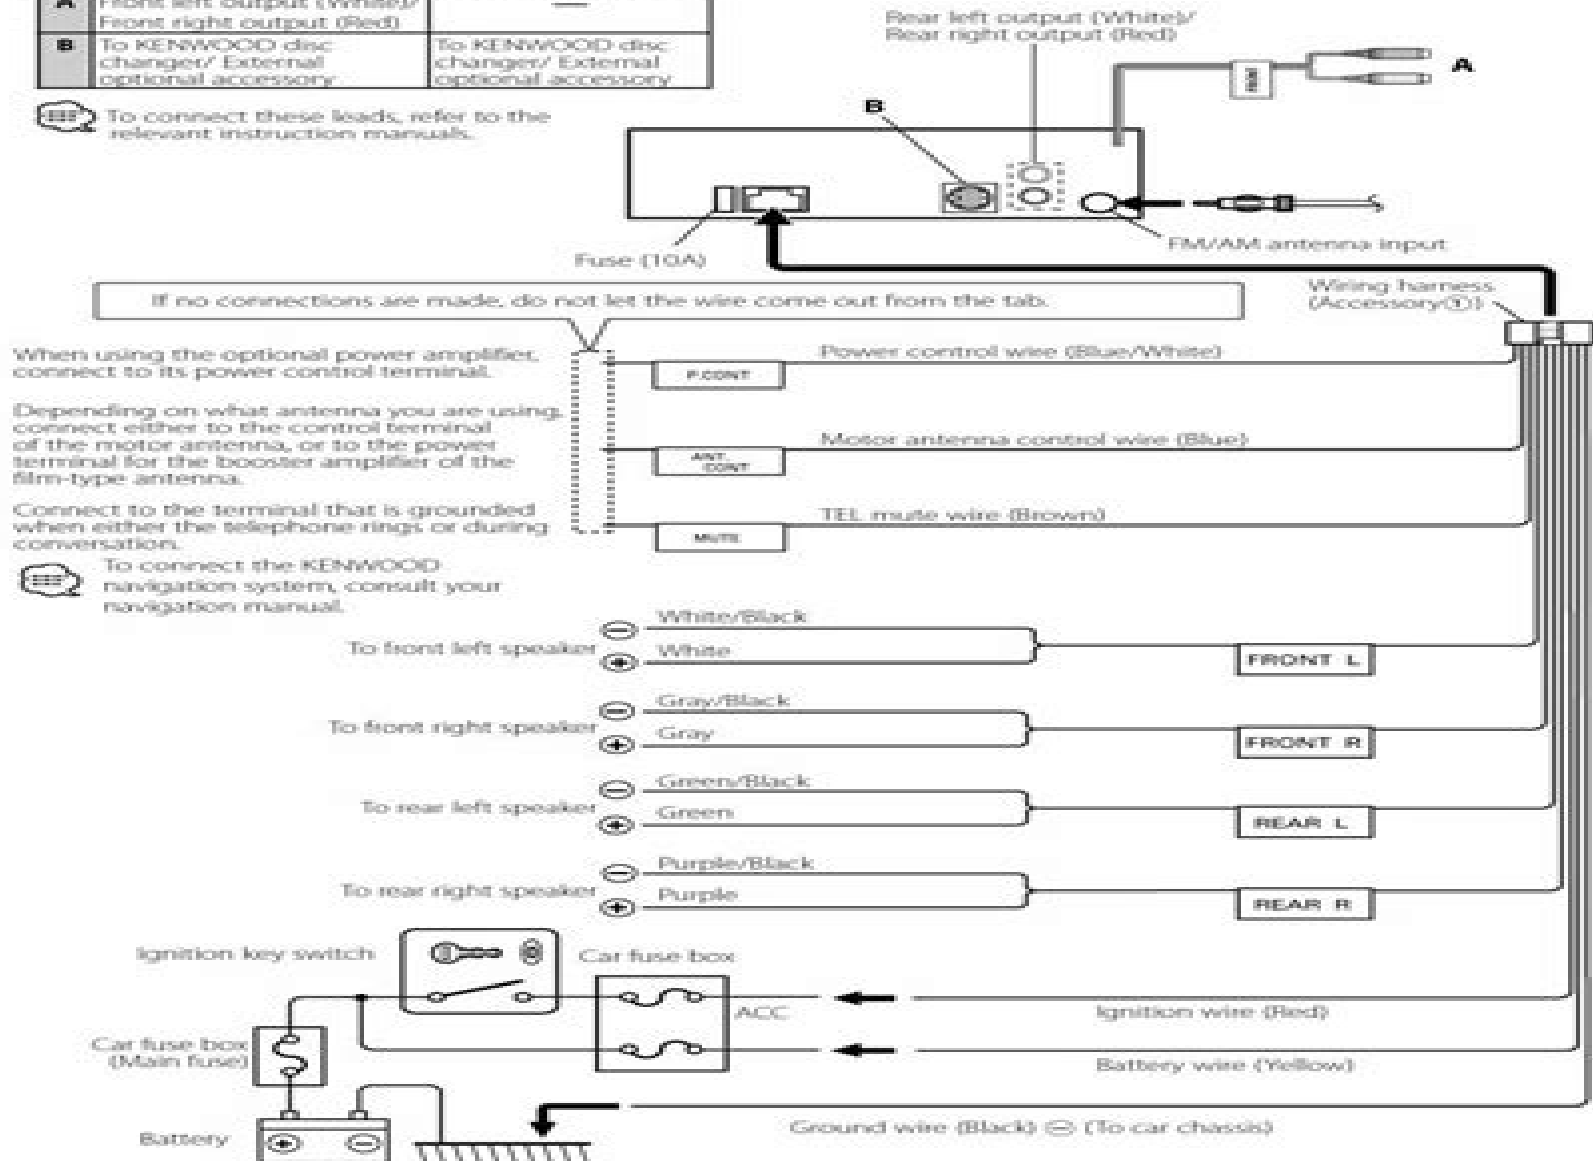 A Front left output (White)/
Front right output (Red)
B To KENWOOD disc
changer/ External
optional accessory
To KENWOOD disc
changer/ External
optional accessory
To connect these leads, refer to the
relevant instruction manuals.
Rear left output (White)/
Rear right output (Red)
FRONT
A
B
Fuse (10A)
FM/AM antenna input
Wiring harness
(Accessory①)
If no connections are made, do not let the wire come out from the tab.
When using the optional power amplifier,
connect to its power control terminal.
P.CONT
Power control wire (Blue/White)
Depending on what antenna you are using,
connect either to the control terminal
of the motor antenna, or to the power
terminal for the booster amplifier of the
film-type antenna.
ANT.
CONT
Motor antenna control wire (Blue)
Connect to the terminal that is grounded
when either the telephone rings or during
conversation.
MUTE
TEL mute wire (Brown)
To connect the KENWOOD
navigation system, consult your
navigation manual.
To front left speaker
White/Black
White
FRONT L
To front right speaker
Gray/Black
Gray
FRONT R
To rear left speaker
Green/Black
Green
REAR L
To rear right speaker
Purple/Black
Purple
REAR R
Ignition key switch
Car fuse box
ACC
Ignition wire (Red)
Car fuse box
(Main fuse)
Battery wire (Yellow)
Ground wire (Black) ⊖ (To car chassis)
Battery